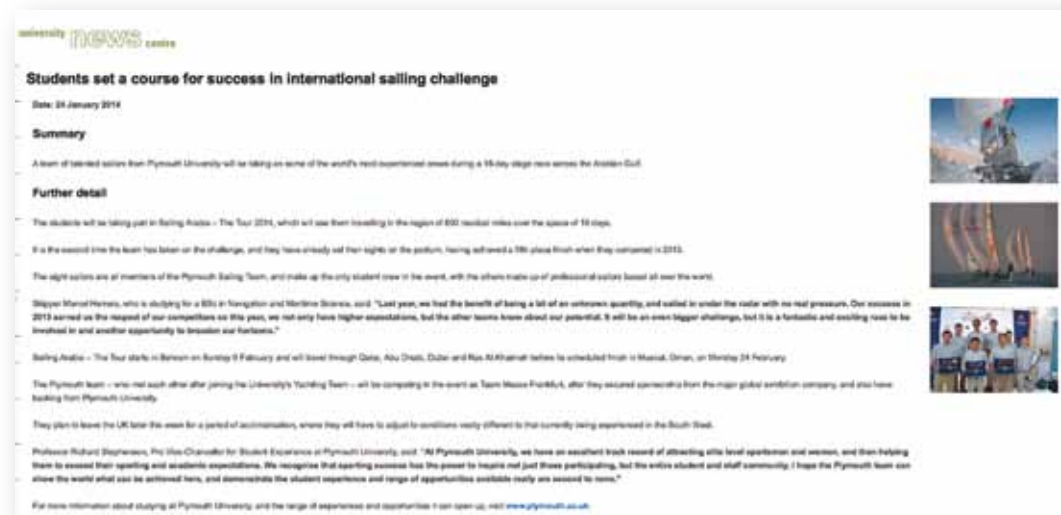 university news centre
Students set a course for success in international sailing challenge
Date: 24 January 2014
Summary
A team of talented sailors from Plymouth University will be taking on some of the world's most experienced crews during a 16-day stage race across the Arabian Gulf.
Further detail
The students will be taking part in Sailing Arabia – The Tour 2014, which will see them travelling in the region of 600 nautical miles over the space of 16 days.
It is the second time the team has taken on the challenge, and they have already set their sights on the podium, having achieved a fifth place finish when they competed in 2013.
The eight sailors are all members of the Plymouth Sailing Team, and make up the only student crew in the event, with the others made up of professional sailors based all over the world.
Skipper Marcel Herrera, who is studying for a BSc in Navigation and Maritime Science, said: "Last year, we had the benefit of being a bit of an unknown quantity, and sailed in under the radar with no real pressure. Our success in
2013 earned us the respect of our competitors so this year, we not only have higher expectations, but the other teams know about our potential. It will be an even bigger challenge, but it is a fantastic and exciting race to be
involved in and another opportunity to broaden our horizons."
Sailing Arabia – The Tour starts in Bahrain on Sunday 9 February and will travel through Qatar, Abu Dhabi, Dubai and Ras Al-Khaimah before its scheduled finish in Muscat, Oman, on Monday 24 February.
The Plymouth team – who met each other after joining the University's Yachting Team – will be competing in the event as Team Messe Frankfurt, after they secured sponsorship from the major global exhibition company, and also have
backing from Plymouth University.
They plan to leave the UK later this week for a period of acclimatisation, where they will have to adjust to conditions vastly different to that currently being experienced in the South West.
Professor Richard Stephenson, Pro Vice-Chancellor for Student Experience at Plymouth University, said: "At Plymouth University, we have an excellent track record of attracting elite level sportsmen and women, and then helping
them to exceed their sporting and academic expectations. We recognise that sporting success has the power to inspire not just those participating, but the entire student and staff community. I hope the Plymouth team can
show the world what can be achieved here, and demonstrate the student experience and range of opportunities available really are second to none."
For more information about studying at Plymouth University, and the range of experiences and opportunities it can open up, visit www.plymouth.ac.uk